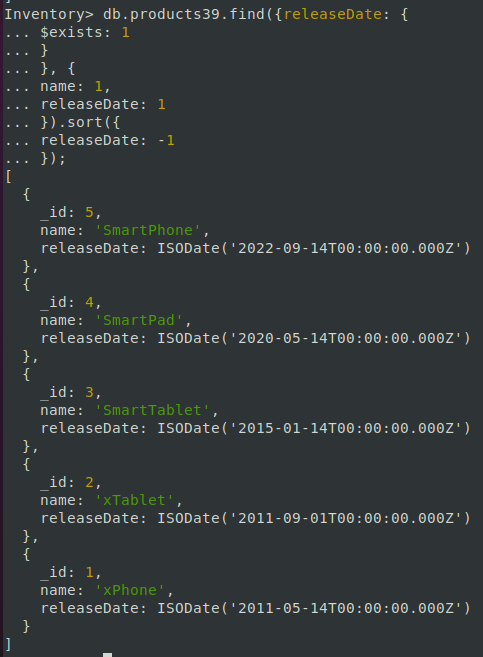 Inventory> db.products39.find({releaseDate: {
... $exists: 1
... }
... }, {
... name: 1,
... releaseDate: 1
... }).sort({
... releaseDate: -1
... });
[
  {
    _id: 5,
    name: 'SmartPhone',
    releaseDate: ISODate('2022-09-14T00:00:00.000Z')
  },
  {
    _id: 4,
    name: 'SmartPad',
    releaseDate: ISODate('2020-05-14T00:00:00.000Z')
  },
  {
    _id: 3,
    name: 'SmartTablet',
    releaseDate: ISODate('2015-01-14T00:00:00.000Z')
  },
  {
    _id: 2,
    name: 'xTablet',
    releaseDate: ISODate('2011-09-01T00:00:00.000Z')
  },
  {
    _id: 1,
    name: 'xPhone',
    releaseDate: ISODate('2011-05-14T00:00:00.000Z')
  }
]